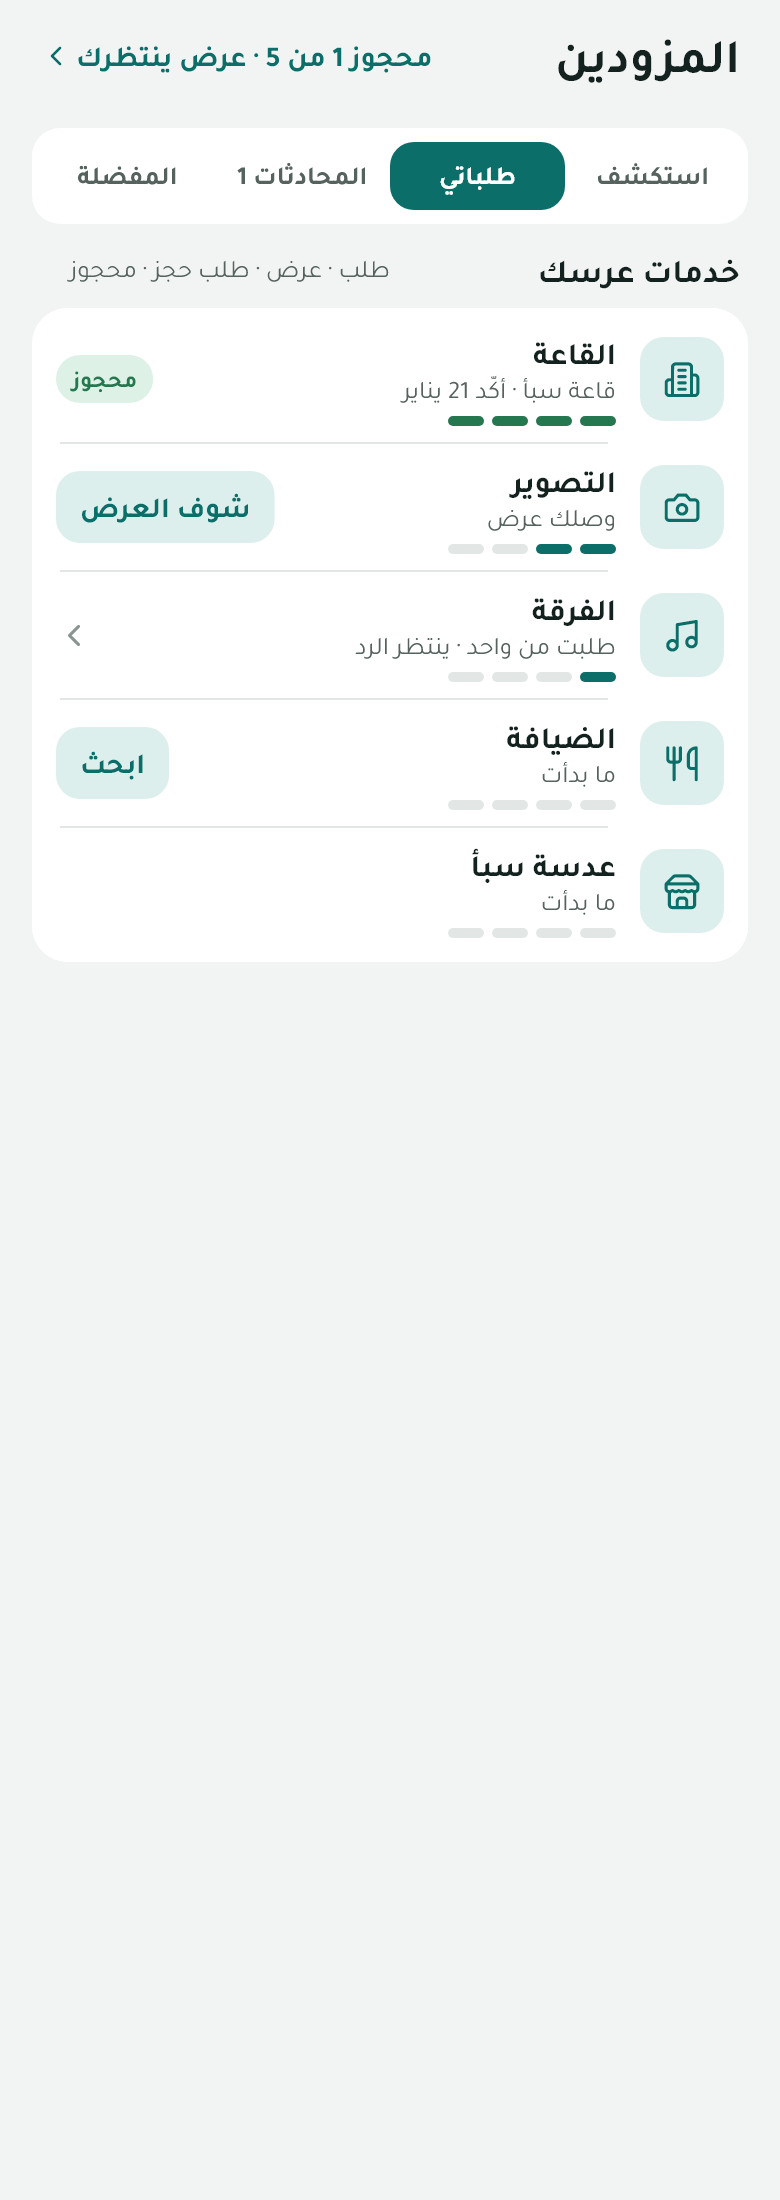 المزودين
محجوز 1 من 5 · عرض ينتظرك
استكشف
طلباتي
المحادثات 1
المفضلة
خدمات عرسك
طلب · عرض · طلب حجز · محجوز
القاعة
قاعة سبأ · أكّد 21 يناير
محجوز
التصوير
وصلك عرض
شوف العرض
الفرقة
طلبت من واحد · ينتظر الرد
الضيافة
ما بدأت
ابحث
عدسة سبأ
ما بدأت